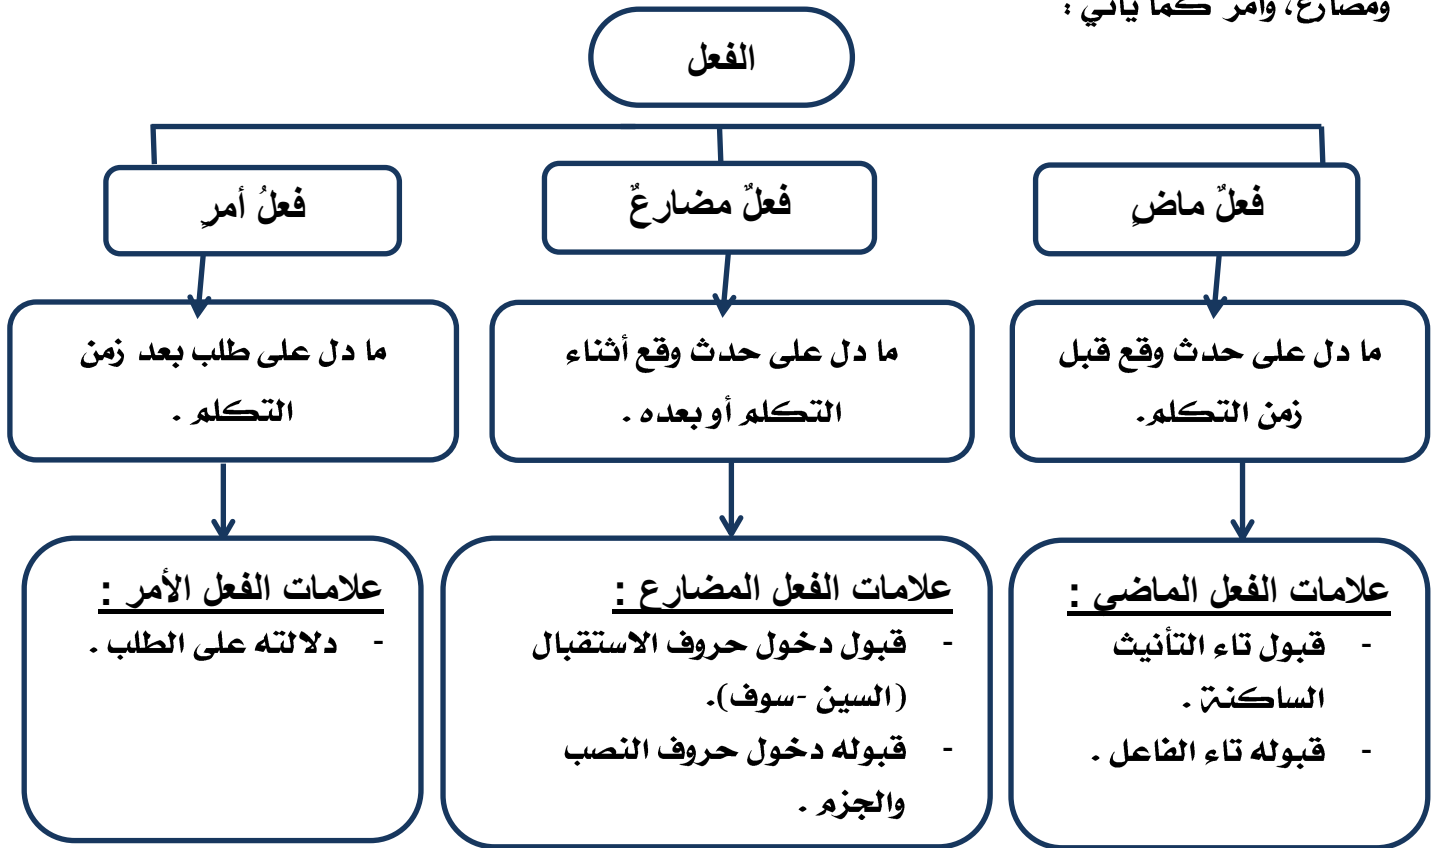 ومضارع، وأمر كما يأتي :
الفعل
فعلٌ ماضٍ
فعلٌ مضارعٌ
فعلُ أمرٍ
ما دل على حدث وقع قبل
زمن التكلم.
ما دل على حدث وقع أثناء
التكلم أو بعده .
ما دل على طلب بعد زمن
التكلم .
علامات الفعل الماضي :
- قبول تاء التأنيث
الساكنة .
- قبوله تاء الفاعل .
علامات الفعل المضارع :
- قبول دخول حروف الاستقبال
(السين -سوف).
- قبوله دخول حروف النصب
والجزم .
علامات الفعل الأمر :
- دلالته على الطلب .